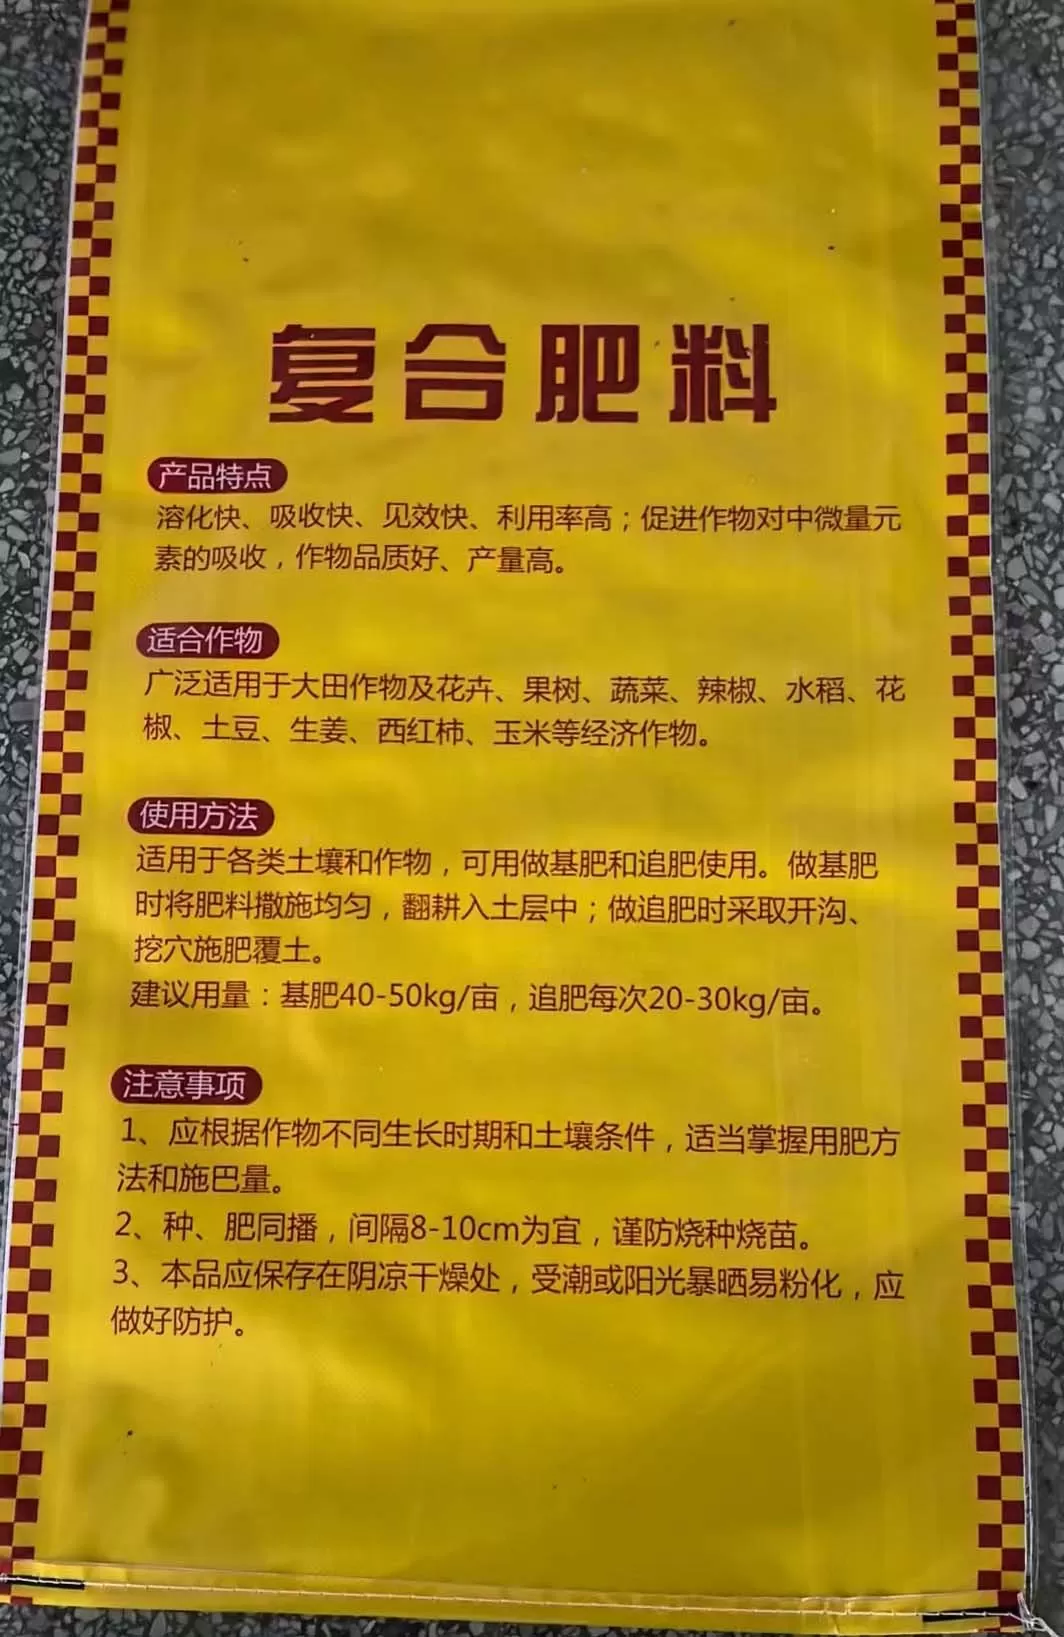 复合肥料
产品特点
溶化快、吸收快、见效快、利用率高；促进作物对中微量元
素的吸收，作物品质好、产量高。
适合作物
广泛适用于大田作物及花卉、果树、蔬菜、辣椒、水稻、花
椒、土豆、生姜、西红柿、玉米等经济作物。
使用方法
适用于各类土壤和作物，可用做基肥和追肥使用。做基肥
时将肥料撒施均匀，翻耕入土层中；做追肥时采取开沟、
挖穴施肥覆土。
建议用量：基肥40-50kg/亩，追肥每次20-30kg/亩。
注意事项
1、应根据作物不同生长时期和土壤条件，适当掌握用肥方
法和施巴量。
2、种、肥同播，间隔8-10cm为宜，谨防烧种烧苗。
3、本品应保存在阴凉干燥处，受潮或阳光暴晒易粉化，应
做好防护。